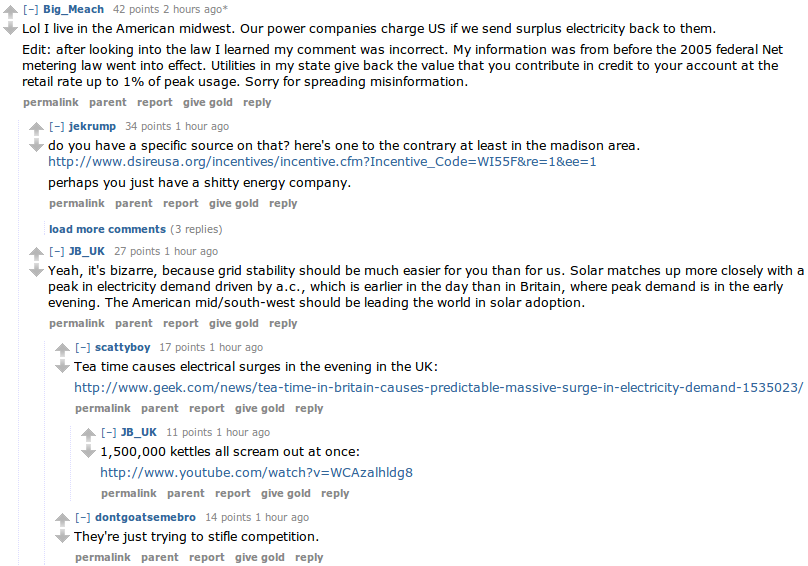 [–] Big_Meach 42 points 2 hours ago*
Lol I live in the American midwest. Our power companies charge US if we send surplus electricity back to them.
Edit: after looking into the law I learned my comment was incorrect. My information was from before the 2005 federal Net
metering law went into effect. Utilities in my state give back the value that you contribute in credit to your account at the
retail rate up to 1% of peak usage. Sorry for spreading misinformation.
permalink parent report give gold reply
[–] jekrump 34 points 1 hour ago
do you have a specific source on that? here's one to the contrary at least in the madison area.
http://www.dsireusa.org/incentives/incentive.cfm?Incentive_Code=WI55F&re=1&ee=1
perhaps you just have a shitty energy company.
permalink parent report give gold reply
load more comments (3 replies)
[–] JB_UK 27 points 1 hour ago
Yeah, it's bizarre, because grid stability should be much easier for you than for us. Solar matches up more closely with a
peak in electricity demand driven by a.c., which is earlier in the day than in Britain, where peak demand is in the early
evening. The American mid/south-west should be leading the world in solar adoption.
permalink parent report give gold reply
[–] scattyboy 17 points 1 hour ago
Tea time causes electrical surges in the evening in the UK:
http://www.geek.com/news/tea-time-in-britain-causes-predictable-massive-surge-in-electricity-demand-1535023/
permalink parent report give gold reply
[–] JB_UK 11 points 1 hour ago
1,500,000 kettles all scream out at once:
http://www.youtube.com/watch?v=WCAzalhldg8
permalink parent report give gold reply
[–] dontgoatsemebro 14 points 1 hour ago
They're just trying to stifle competition.
permalink parent report give gold reply